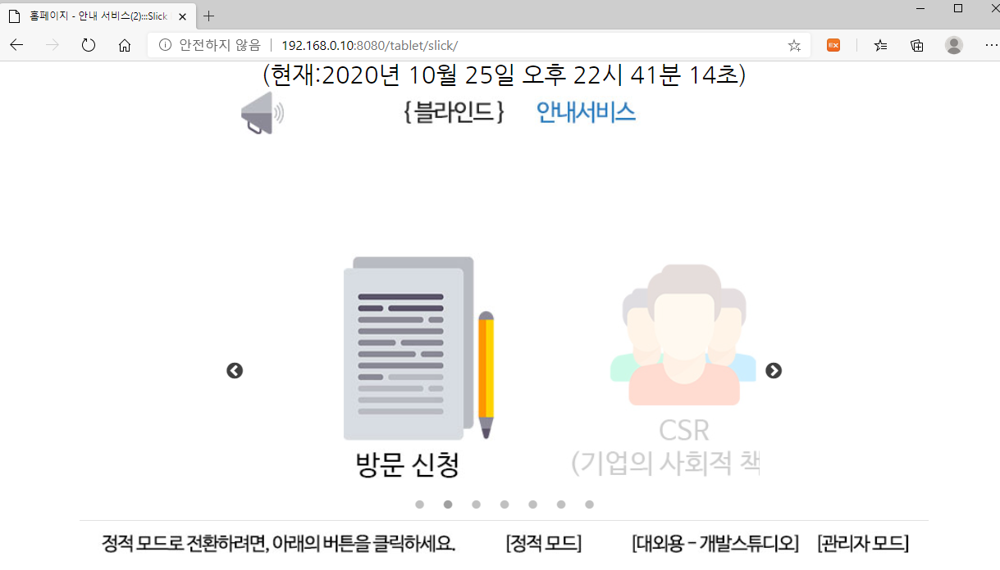 홈페이지 - 안내 서비스(2):::Slick
안전하지 않음 192.168.0.10:8080/tablet/slick/
(현재:2020년 10월 25일 오후 22시 41분 14초)
{ 블라인드 } 안내서비스
방문 신청
CSR
(기업의 사회적 책
정적 모드로 전환하려면, 아래의 버튼을 클릭하세요. [정적 모드] [대외용 - 개발스튜디오] [관리자 모드]